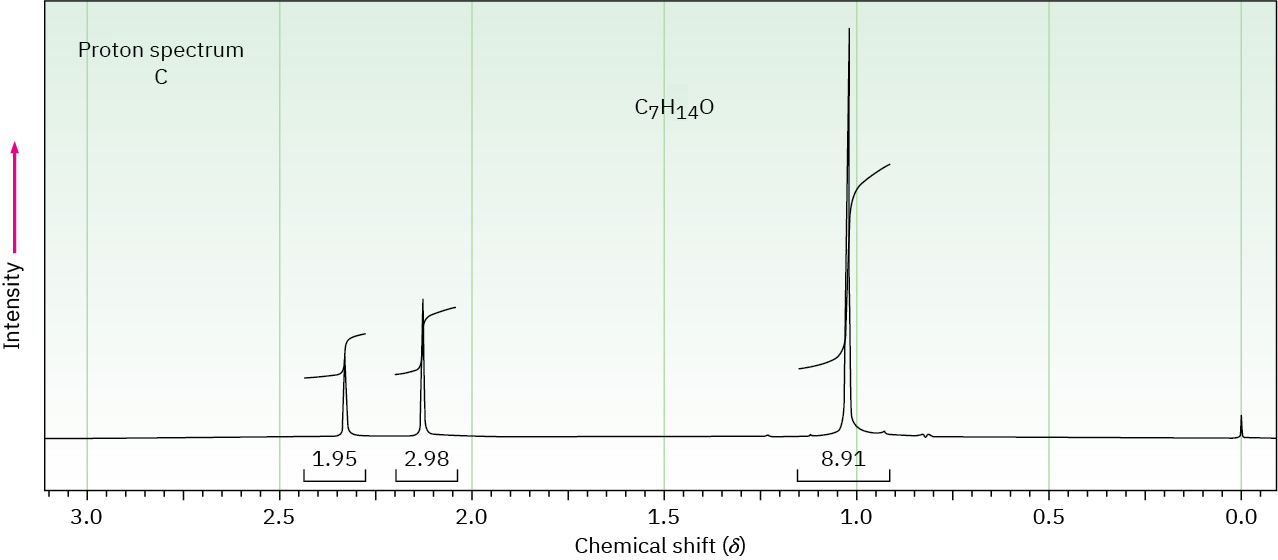 Proton spectrum
C
C₇H₁₄O
Intensity
1.95 2.98 8.91
3.0 2.5 2.0 1.5 1.0 0.5 0.0
Chemical shift (δ)